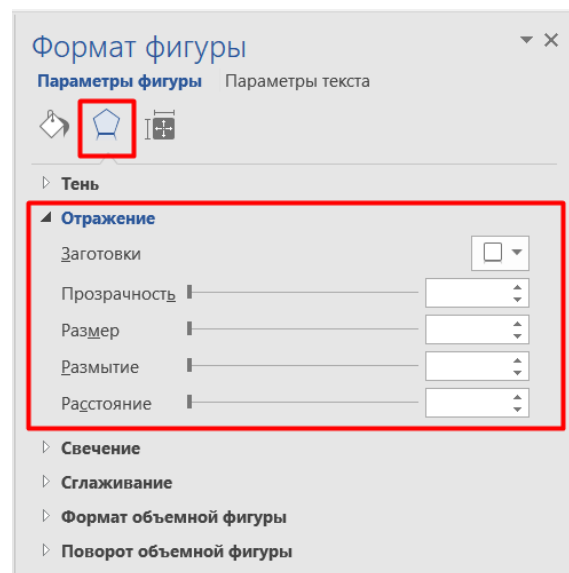 Формат фигуры
Параметры фигуры Параметры текста
Тень
Отражение
Заготовки
Прозрачность
Размер
Размытие
Расстояние
Свечение
Сглаживание
Формат объемной фигуры
Поворот объемной фигуры